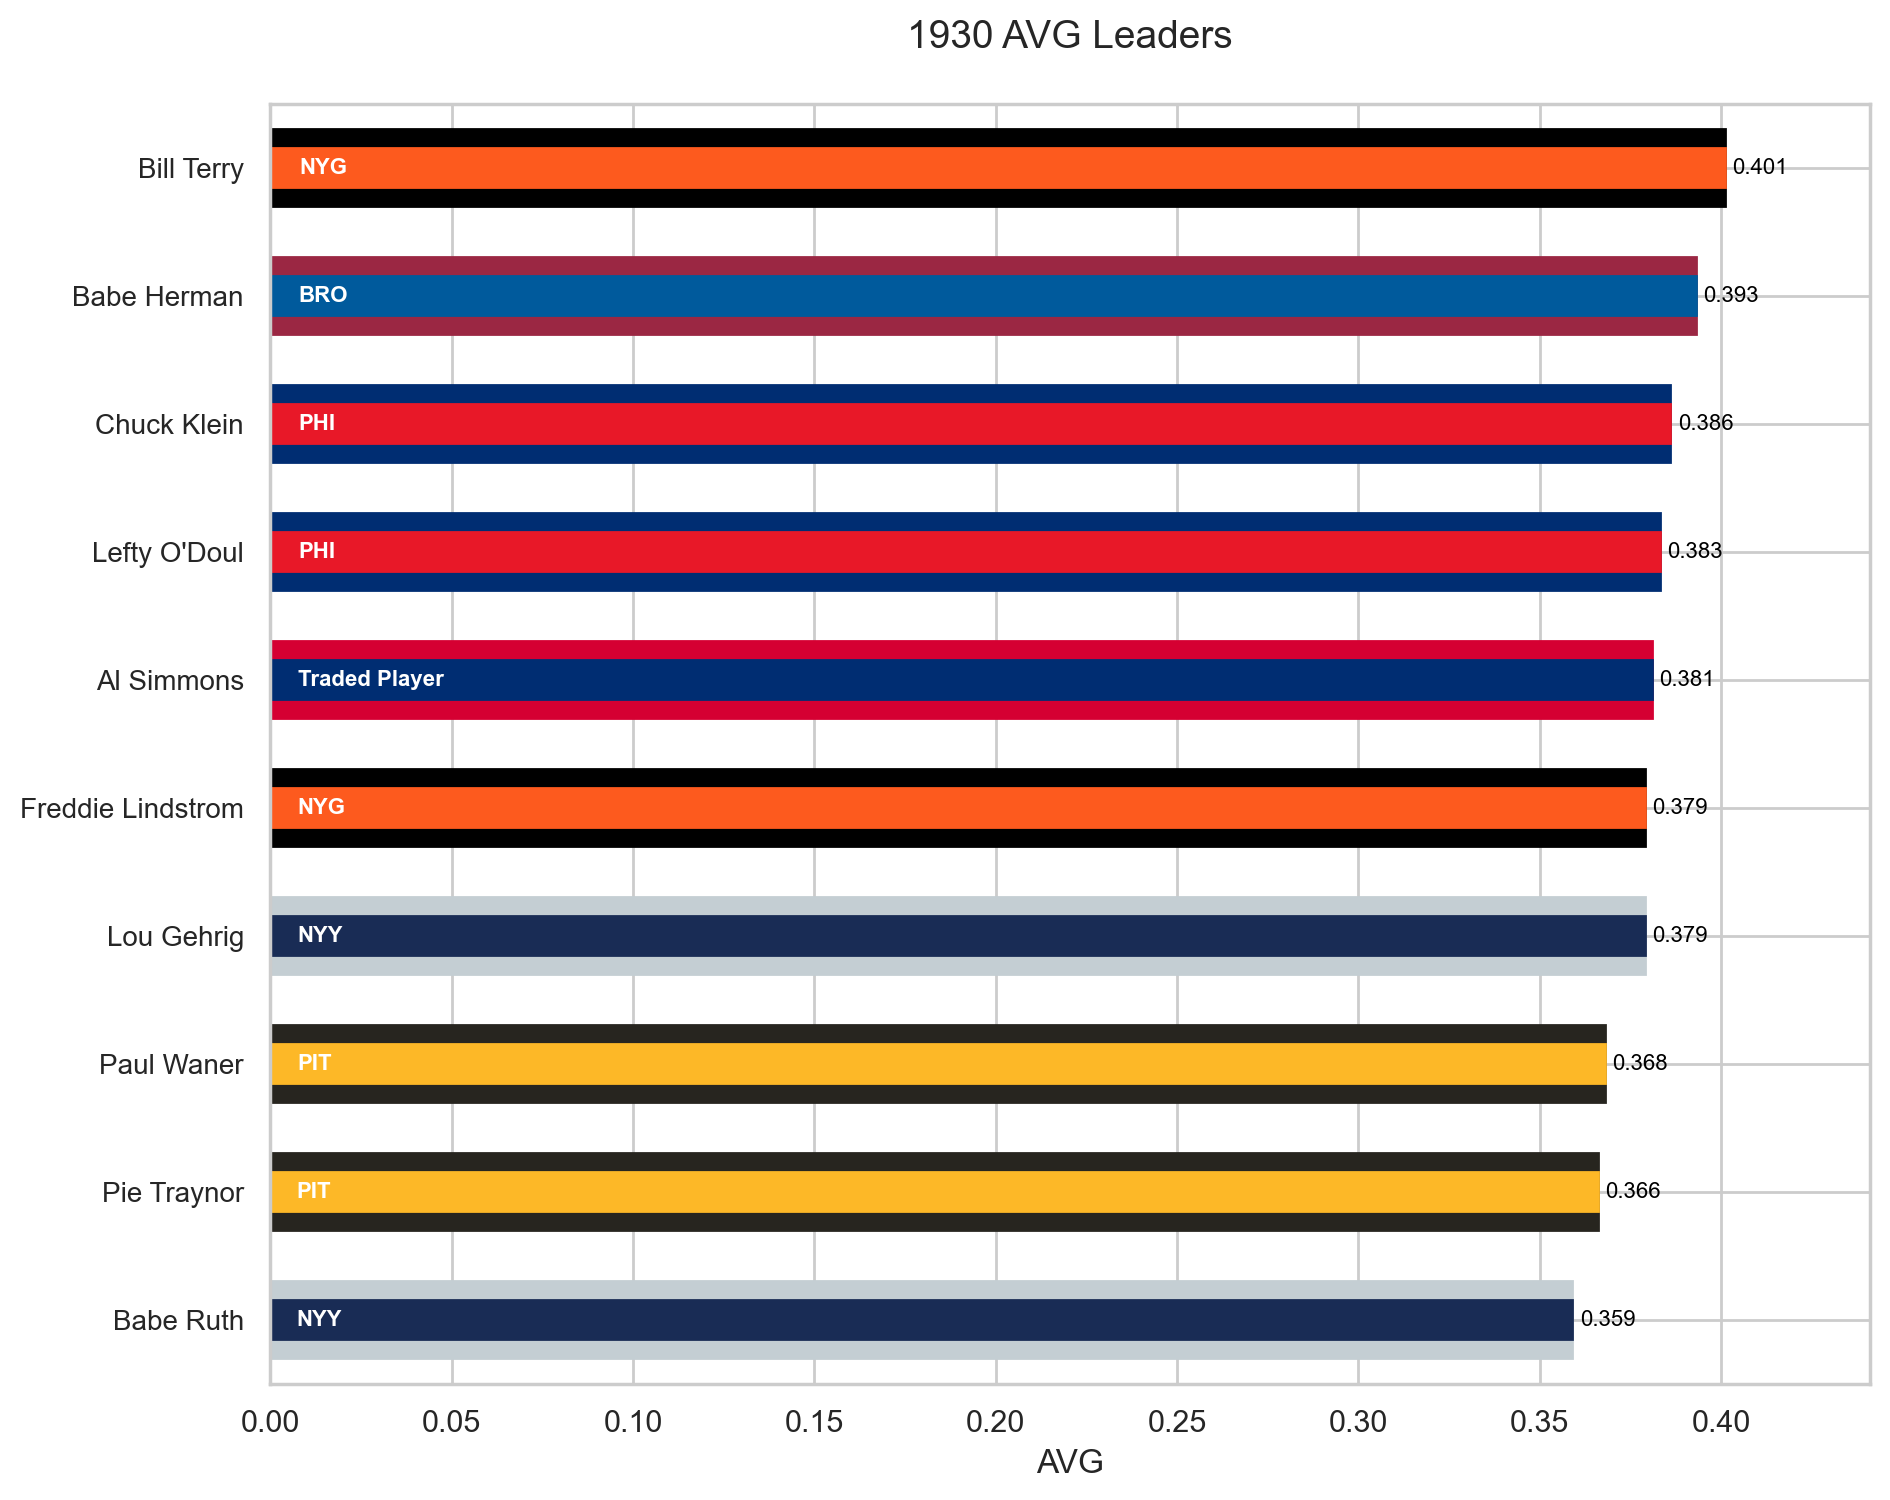 1930 AVG Leaders
Bill Terry NYG 0.401
Babe Herman BRO 0.393
Chuck Klein PHI 0.386
Lefty O'Doul PHI 0.383
Al Simmons Traded Player 0.381
Freddie Lindstrom NYG 0.379
Lou Gehrig NYY 0.379
Paul Waner PIT 0.368
Pie Traynor PIT 0.366
Babe Ruth NYY 0.359
0.00 0.05 0.10 0.15 0.20 0.25 0.30 0.35 0.40
AVG